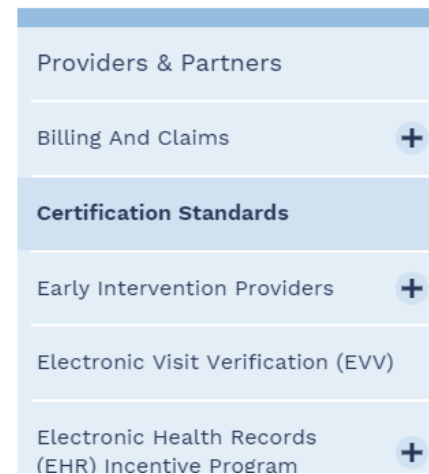 Providers & Partners
Billing And Claims
Certification Standards
Early Intervention Providers
Electronic Visit Verification (EVV)
Electronic Health Records
(EHR) Incentive Program